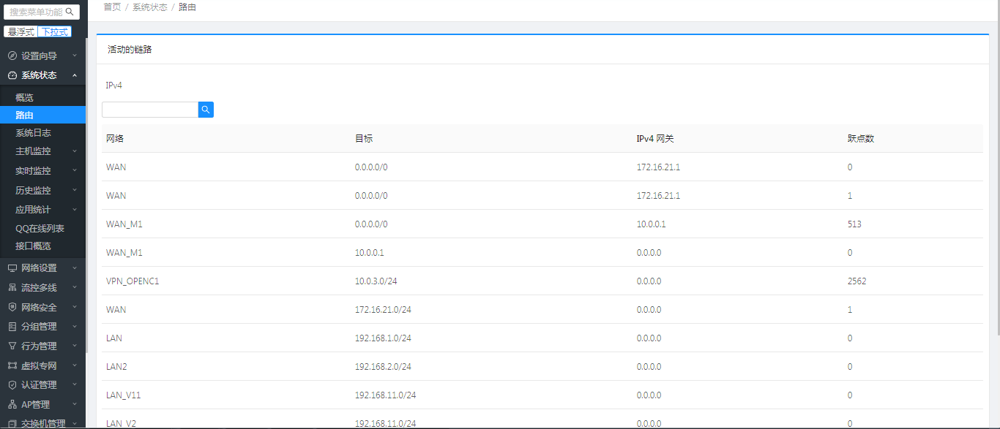 搜索菜单功能
悬浮式 下拉式
设置向导
系统状态
概览
路由
系统日志
主机监控
实时监控
历史监控
应用统计
QQ在线列表
接口概览
网络设置
流控多线
网络安全
分组管理
行为管理
虚拟专网
认证管理
AP管理
交换机管理
首页 / 系统状态 / 路由
活动的链路
IPv4
网络 目标 IPv4 网关 跃点数
WAN 0.0.0.0/0 172.16.21.1 0
WAN 0.0.0.0/0 172.16.21.1 1
WAN_M1 0.0.0.0/0 10.0.0.1 513
WAN_M1 10.0.0.1 0.0.0.0 0
VPN_OPENC1 10.0.3.0/24 0.0.0.0 2562
WAN 172.16.21.0/24 0.0.0.0 1
LAN 192.168.1.0/24 0.0.0.0 0
LAN2 192.168.2.0/24 0.0.0.0 0
LAN_V11 192.168.11.0/24 0.0.0.0 0
LAN_V2 192.168.11.0/24 0.0.0.0 0